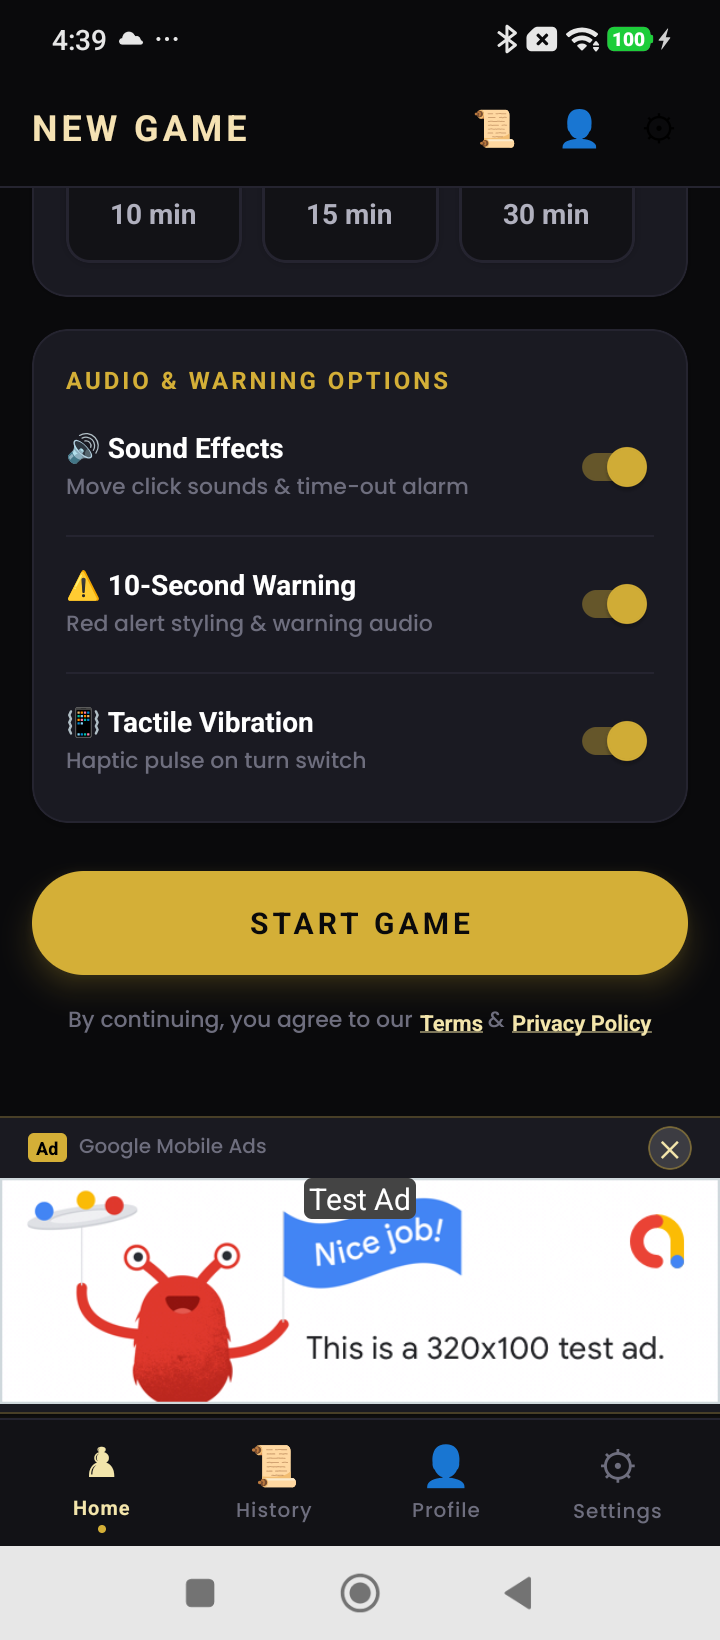 4:39
100
NEW GAME
10 min
15 min
30 min
AUDIO & WARNING OPTIONS
Sound Effects
Move click sounds & time-out alarm
10-Second Warning
Red alert styling & warning audio
Tactile Vibration
Haptic pulse on turn switch
START GAME
By continuing, you agree to our Terms & Privacy Policy
Ad Google Mobile Ads
Test Ad
Nice job!
This is a 320x100 test ad.
Home
History
Profile
Settings